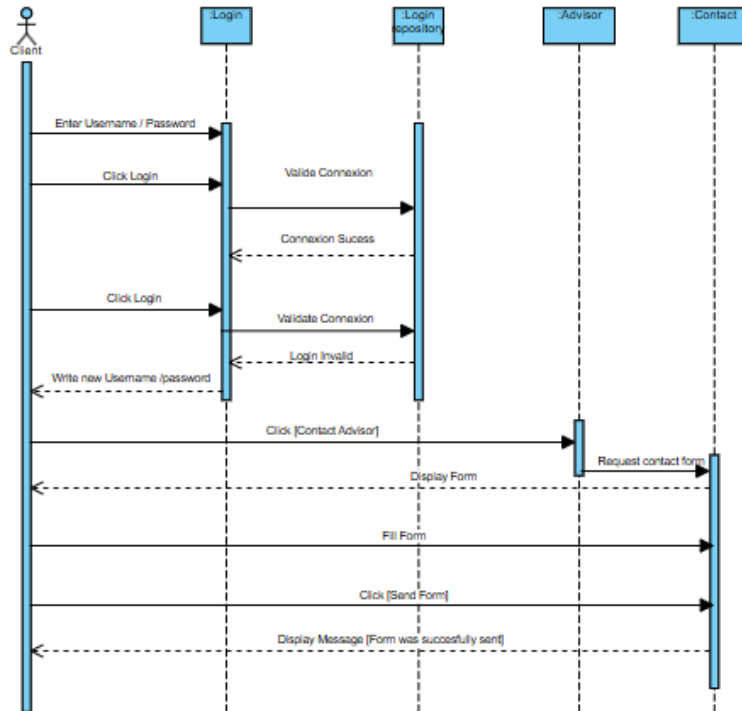 Client
:Login
:Login
repository
:Advisor
:Contact
Enter Username / Password
Click Login
Valide Connexion
Connexion Sucess
Click Login
Validate Connexion
Login Invalid
Write new Username /password
Click [Contact Advisor]
Request contact form
Display Form
Fill Form
Click [Send Form]
Display Message [Form was succesfully sent]